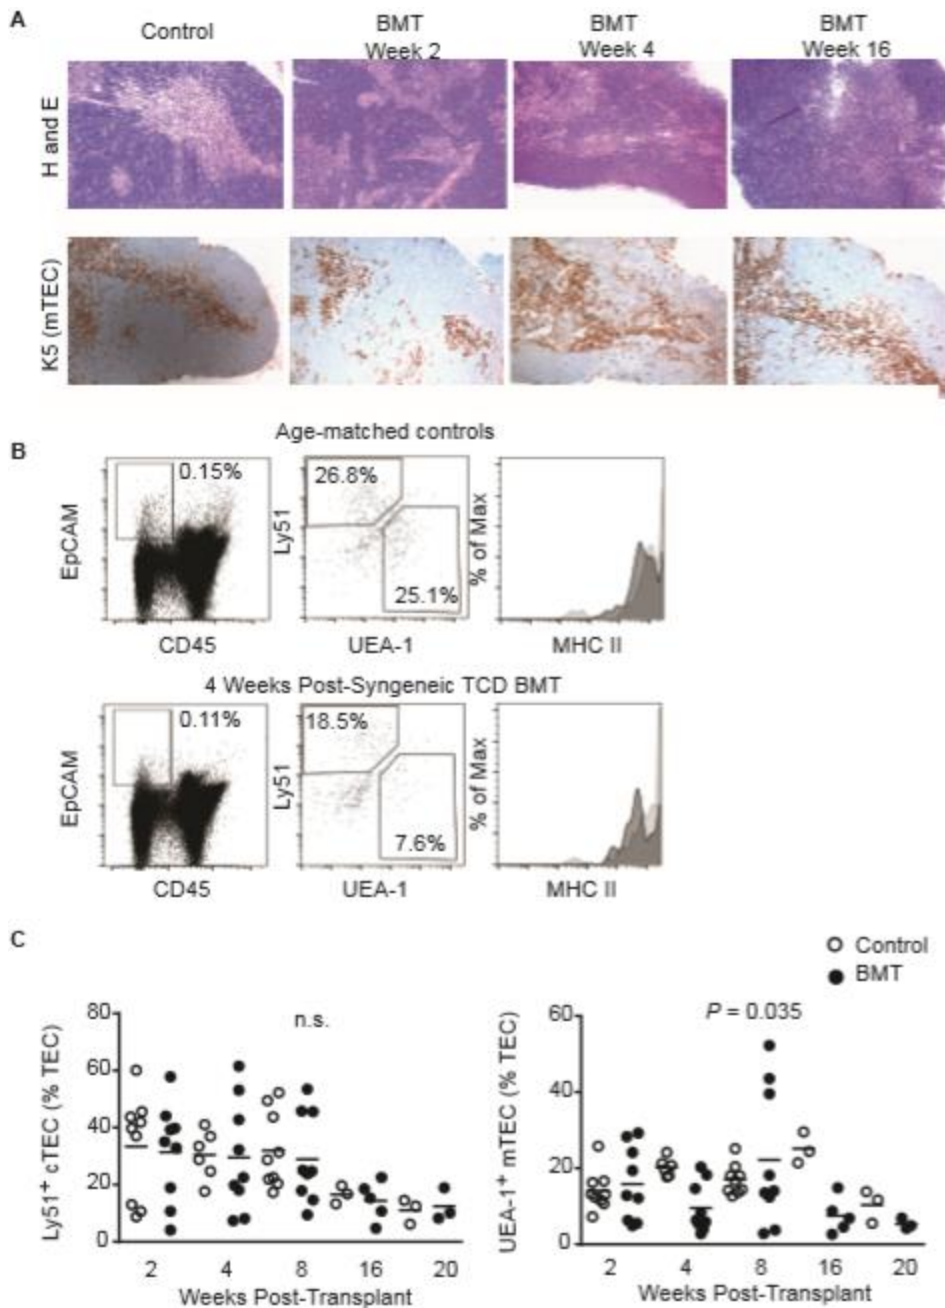 A
Control
BMT
Week 2
BMT
Week 4
BMT
Week 16
H and E
K5 (mTEC)
B
Age-matched controls
EpCAM
0.15%
CD45
Ly51
26.8%
25.1%
UEA-1
% of Max
MHC II
4 Weeks Post-Syngeneic TCD BMT
EpCAM
0.11%
CD45
Ly51
18.5%
7.6%
UEA-1
% of Max
MHC II
C
Control
BMT
Ly51+ cTEC (% TEC)
80
60
40
20
0
n.s.
2 4 8 16 20
Weeks Post-Transplant
UEA-1+ mTEC (% TEC)
60
40
20
0
P = 0.035
2 4 8 16 20
Weeks Post-Transplant